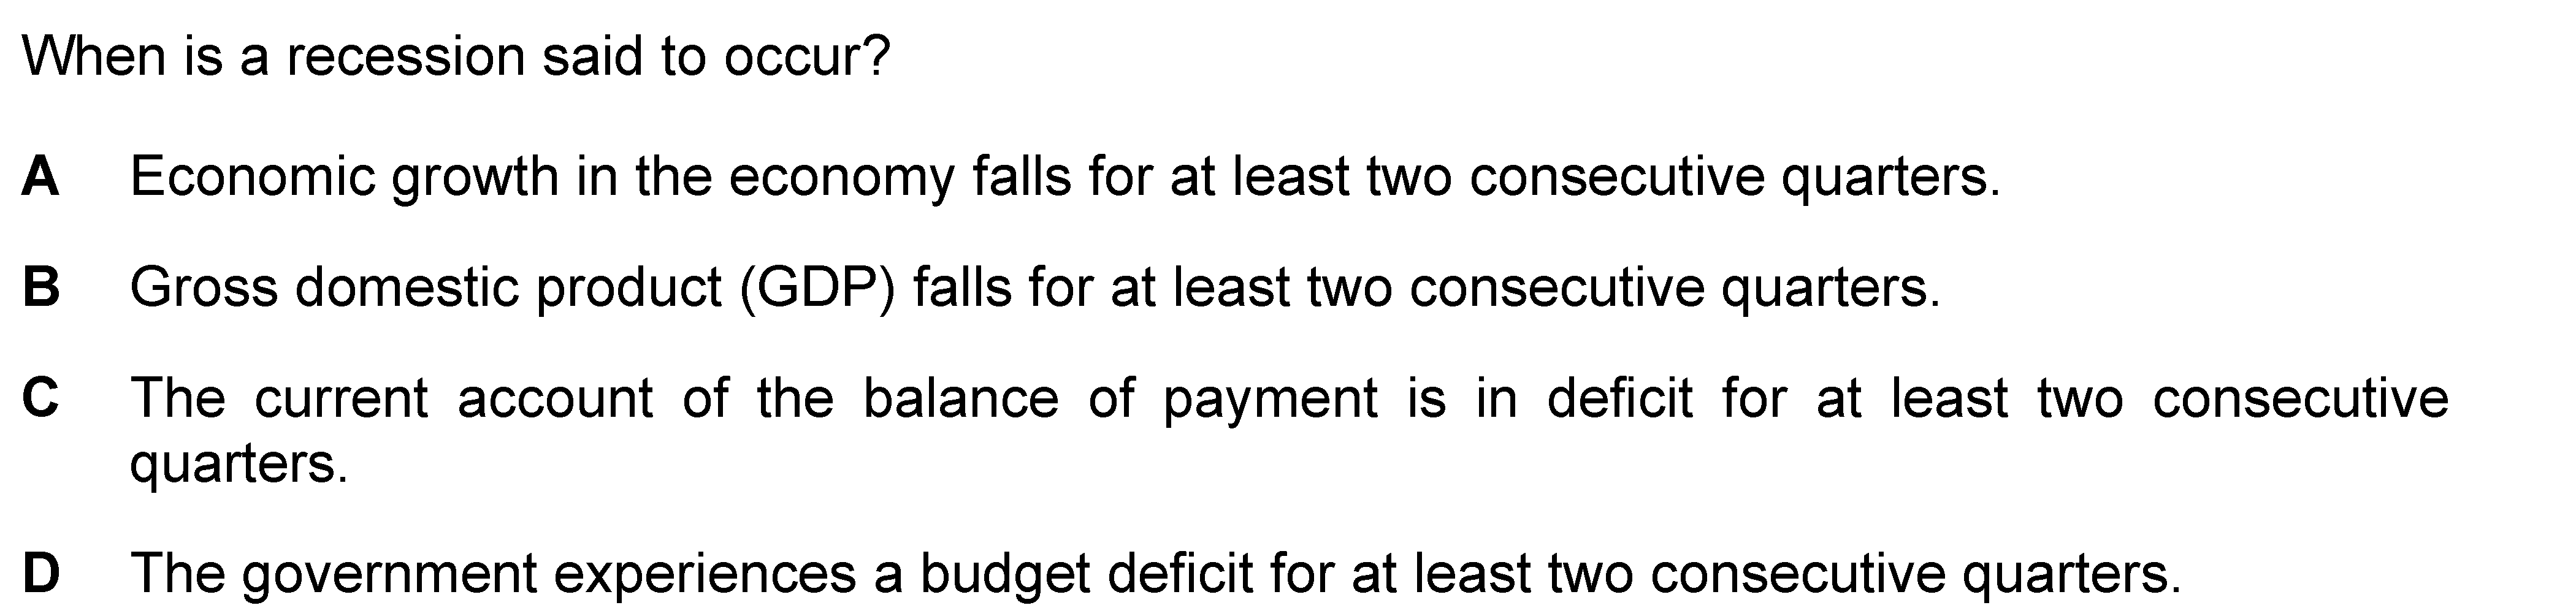 When is a recession said to occur?
A Economic growth in the economy falls for at least two consecutive quarters.
B Gross domestic product (GDP) falls for at least two consecutive quarters.
C The current account of the balance of payment is in deficit for at least two consecutive
quarters.
D The government experiences a budget deficit for at least two consecutive quarters.